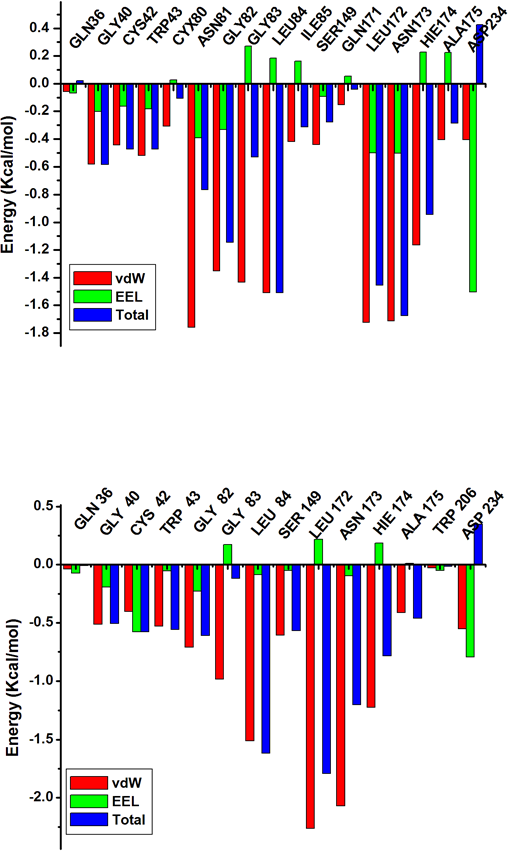 GLN36 GLY40 CYS42 TRP43 CYX80 ASN81 GLY82 GLY83 LEU84 ILE85 SER149 GLN171 LEU172 ASN173 HIE174 ALA175 ASP234
0.4
0.2
0.0
-0.2
-0.4
-0.6
-0.8
-1.0
-1.2
-1.4
-1.6
-1.8
Energy (Kcal/mol)
vdW
EEL
Total
GLN 36 GLY 40 CYS 42 TRP 43 GLY 82 GLY 83 LEU 84 SER 149 LEU 172 ASN 173 HIE 174 ALA 175 TRP 206 ASP 234
0.5
0.0
-0.5
-1.0
-1.5
-2.0
Energy (Kcal/mol)
vdW
EEL
Total